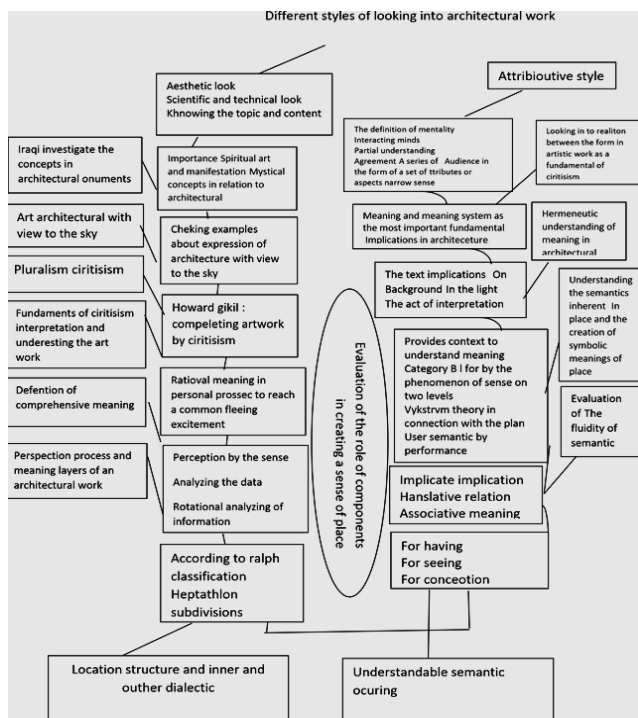 Different styles of looking into architectural work
Aesthetic look
Scientific and technical look
Khnowing the topic and content
Attribioutive style
Iraqi investigate the
concepts in
architectural onuments
Importance Spiritual art
and manifestation Mystical
concepts in relation to
architectural
The definition of mentality
Interacting minds
Partial understanding
Agreement A series of Audience in
the form of a set of ttributes or
aspects narrow sense
Looking in to realiton
between the form in
artistic work as a
fundamental of
ciritisism
Art architectural with
view to the sky
Cheking examples
about expression of
architecture with view
to the sky
Meaning and meaning system as
the most important fundamental
Implications in architeceture
Hermeneutic
understanding of
meaning in
architectural
Pluralism ciritisism
Howard gikil :
compeleting artwork
by ciritisism
The text implications On
Background In the light
The act of interpretation
Understanding
the semantics
inherent In
place and the
creation of
symbolic
meanings of
place
Fundaments of ciritisism
interpretation and
underesting the art
work
Ratioval meaning in
personal prossec to reach
a common fleeing
excitement
Provides context to
understand meaning
Category B l for by the
phenomenon of sense on
two levels
Vykstrvm theory in
connection with the plan
User semantic by
performance
Defention of
comprehensive meaning
Evaluation
of The
fluidity of
semantic
Perspection process and
meaning layers of an
architectural work
Perception by the sense
Analyzing the data
Rotational analyzing of
information
Evaluation of the role of components
in creating a sense of place
Implicate implication
Hanslative relation
Associative meaning
According to ralph
classification
Heptathlon
subdivisions
For having
For seeing
For conceotion
Location structure and inner and
outher dialectic
Understandable semantic
ocuring